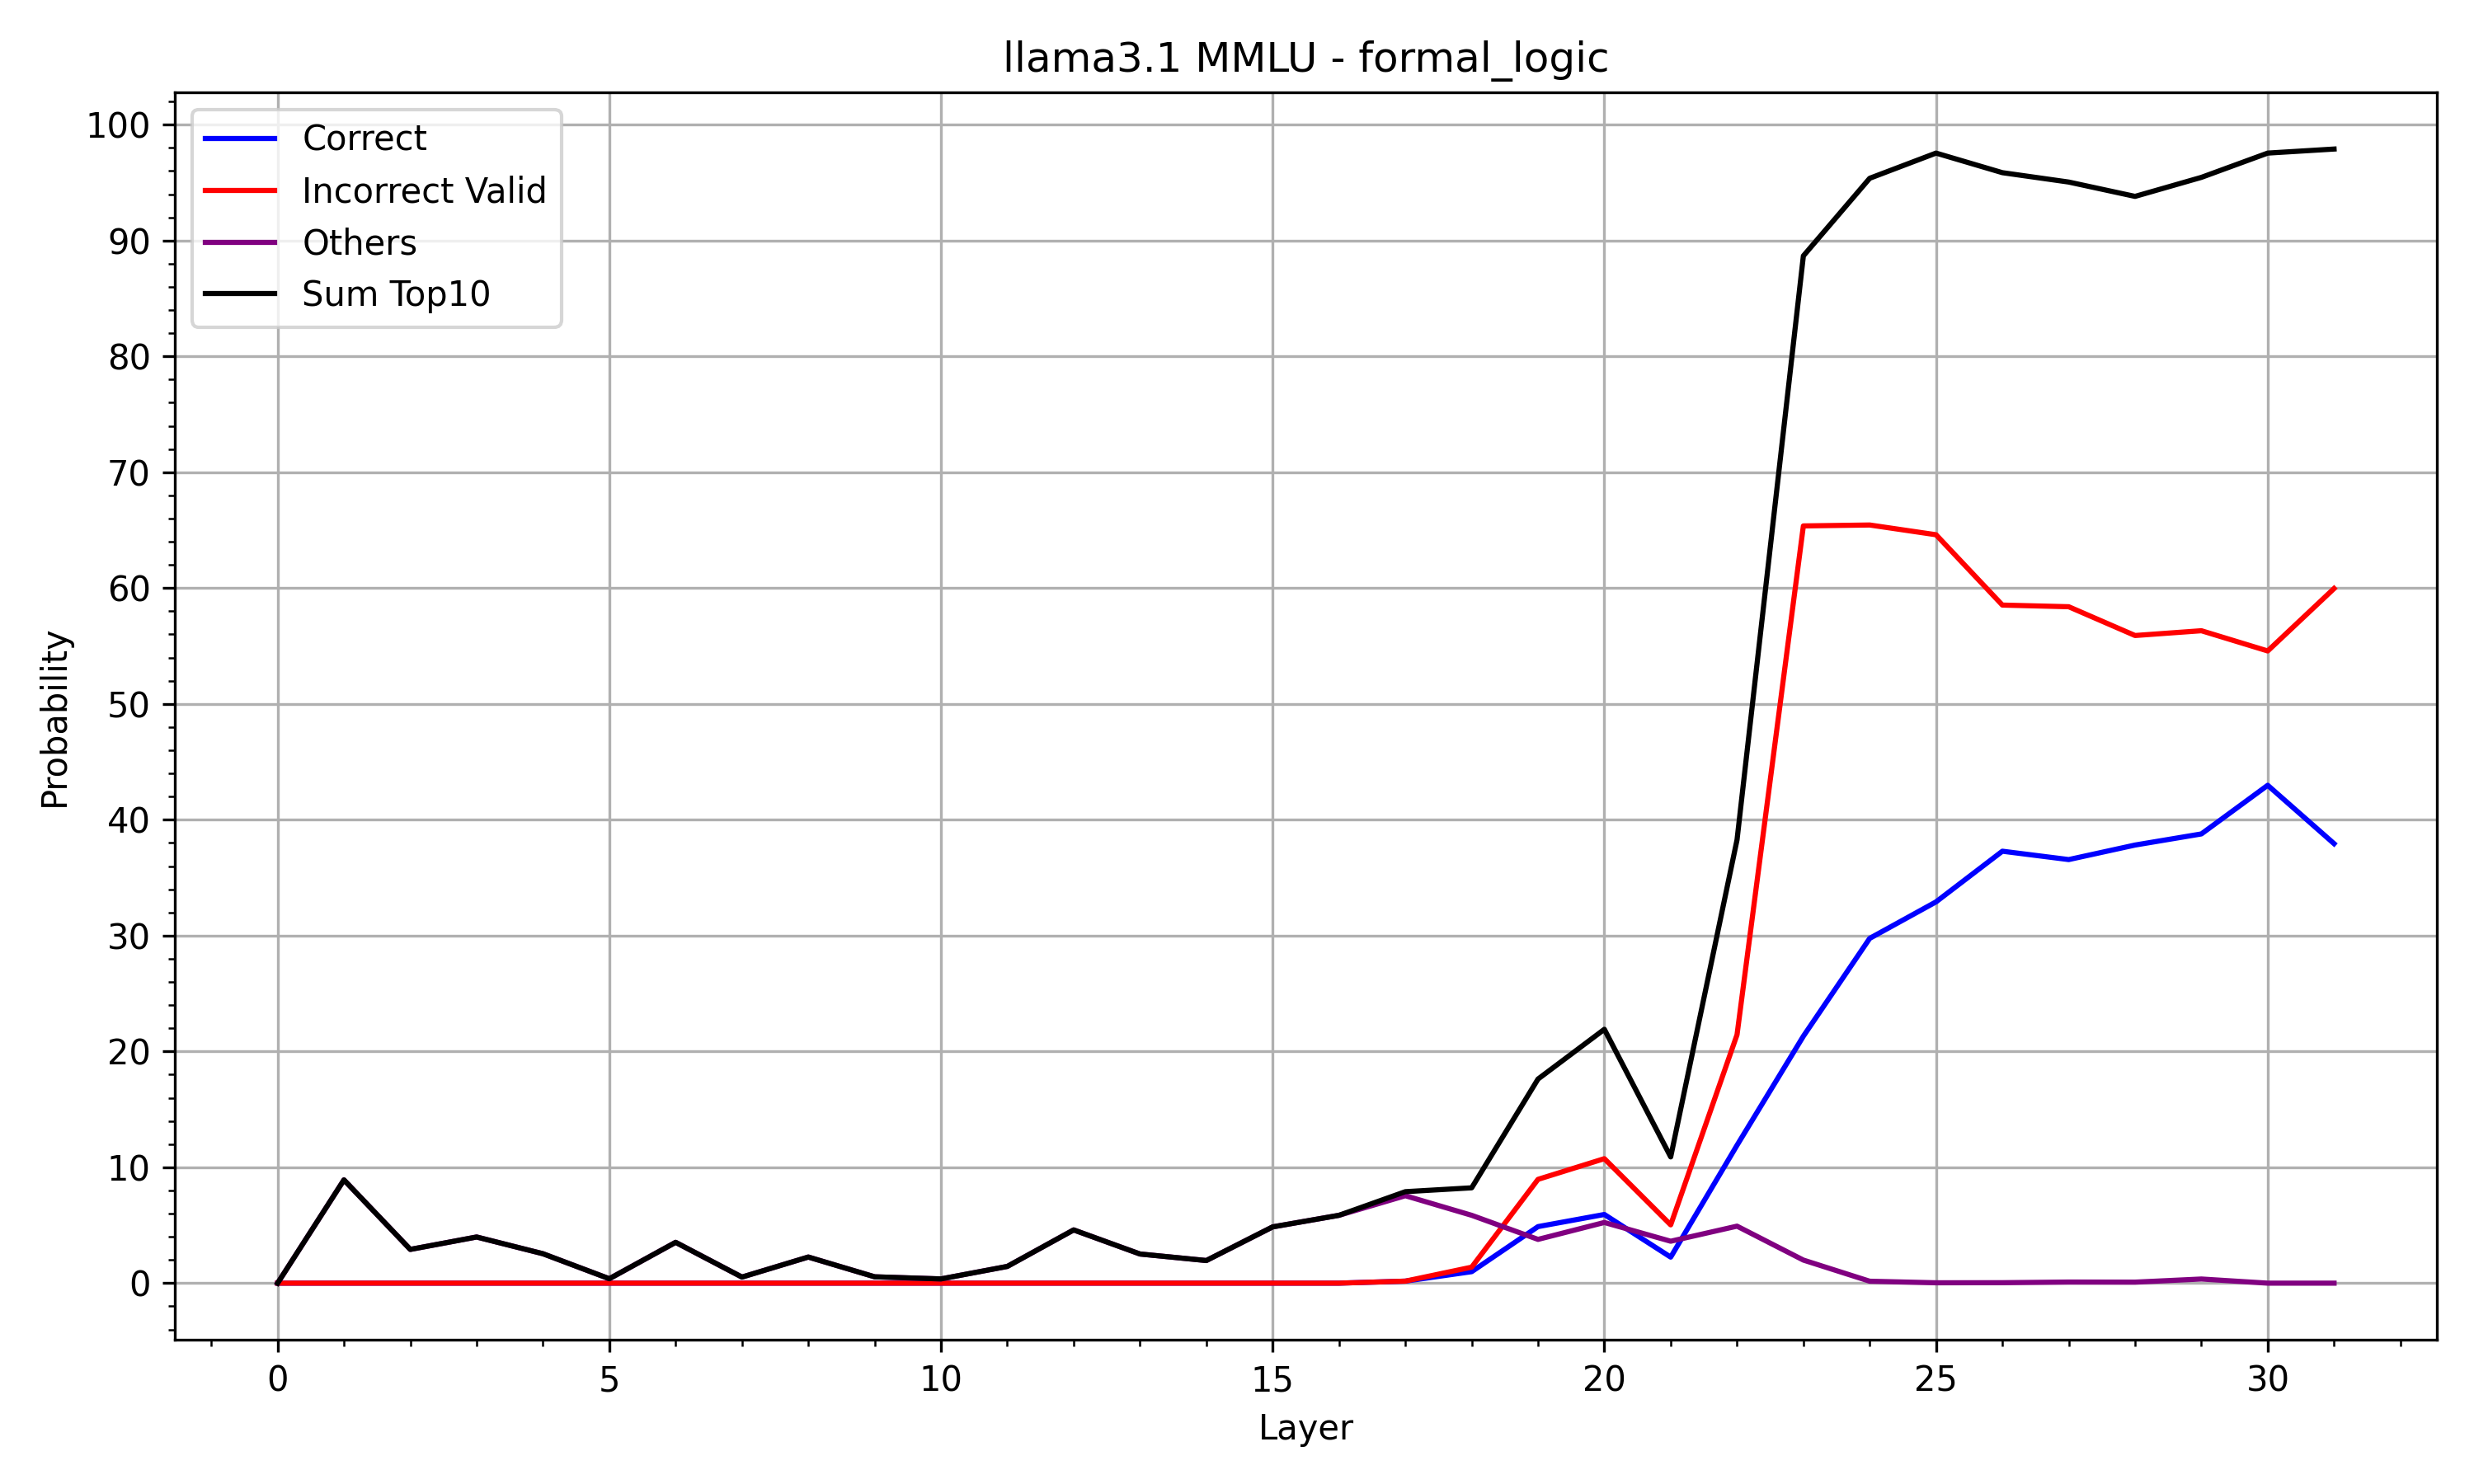 llama3.1 MMLU - formal_logic
Correct
Incorrect Valid
Others
Sum Top10
100
90
80
70
60
50
40
30
20
10
0
Probability
0 5 10 15 20 25 30
Layer